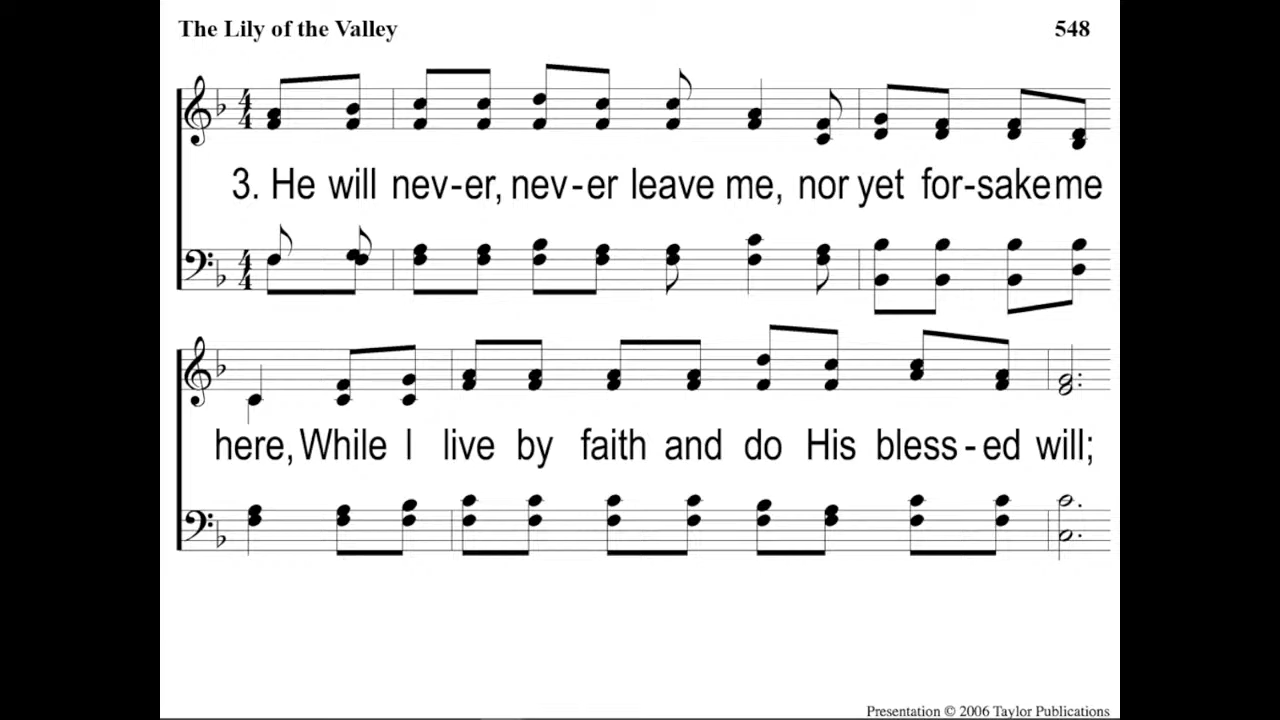 The Lily of the Valley 548
3. He will nev-er, nev-er leave me, nor yet for-sake me
here, While I live by faith and do His bless-ed will;
Presentation © 2006 Taylor Publications